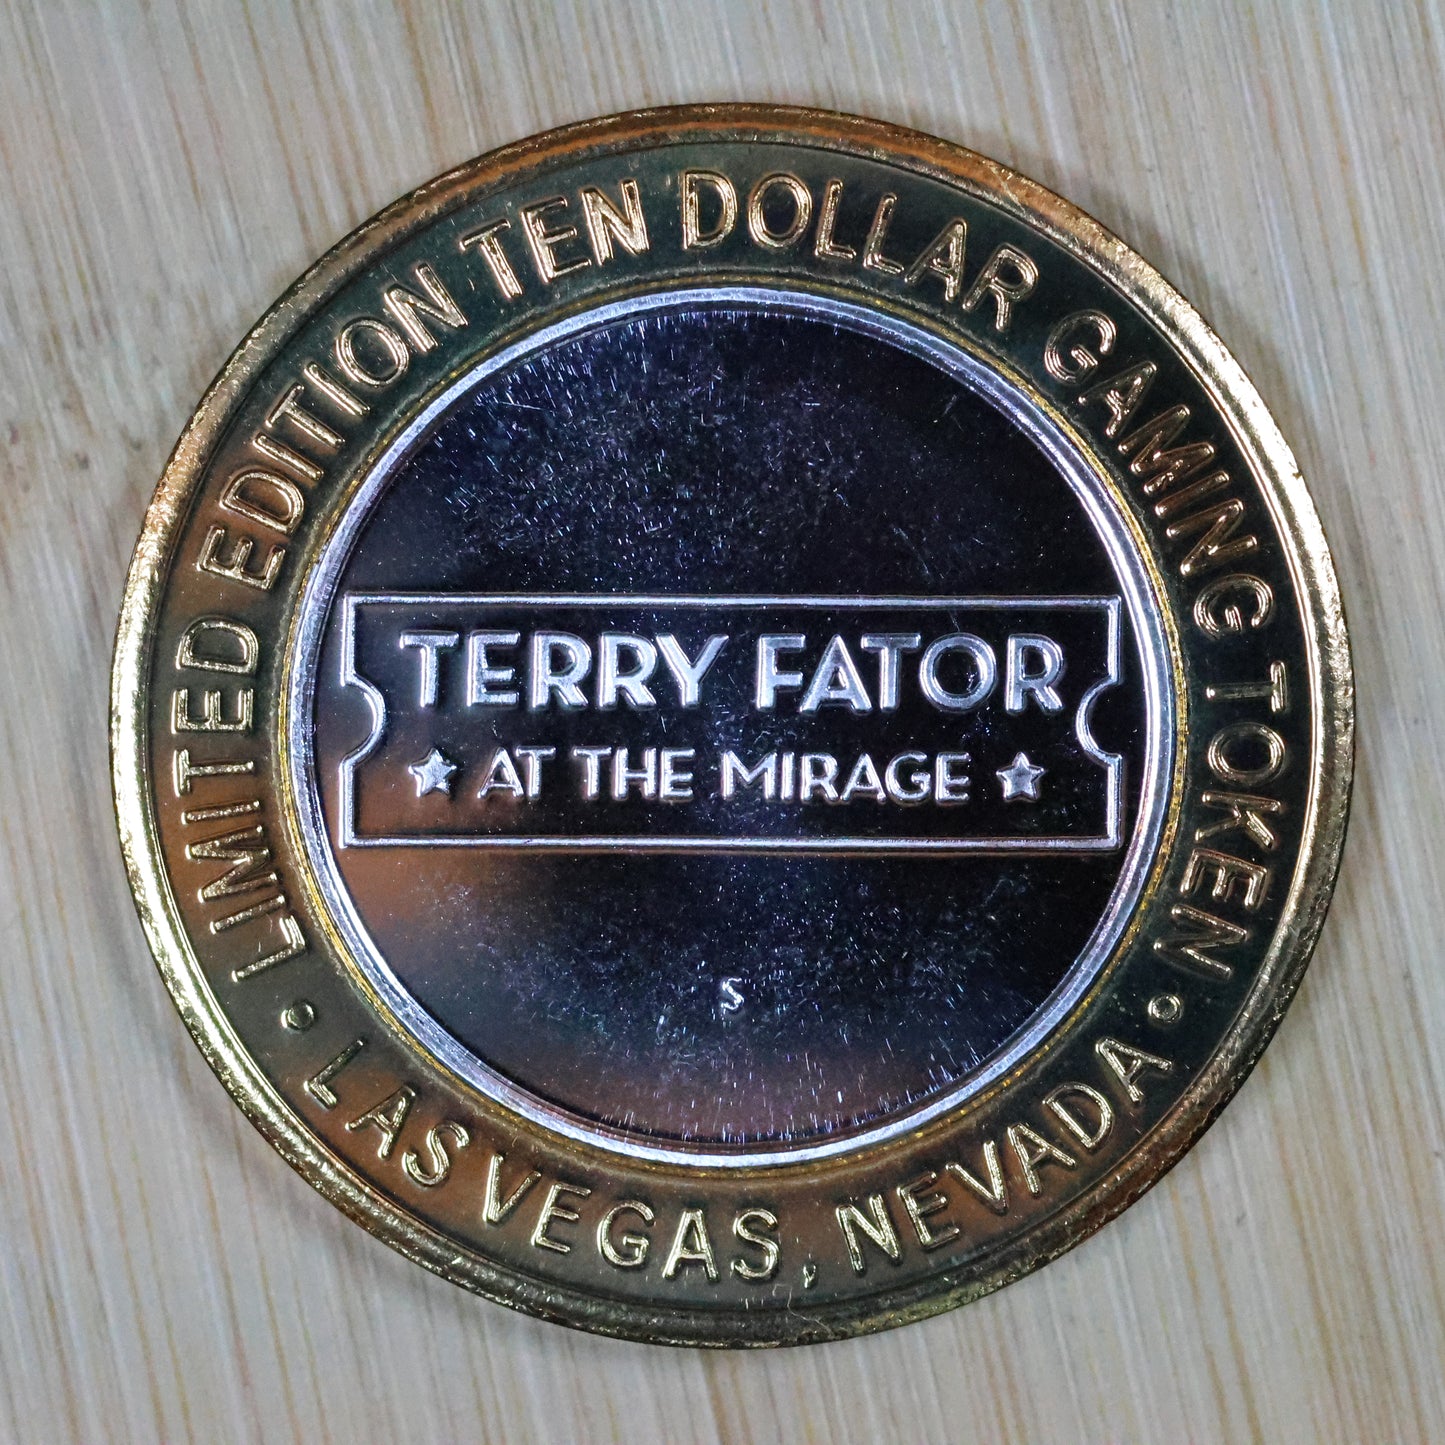 LIMITED EDITION TEN DOLLAR GAMING TOKEN
TERRY FATOR
★ AT THE MIRAGE ★
S
• LAS VEGAS, NEVADA •